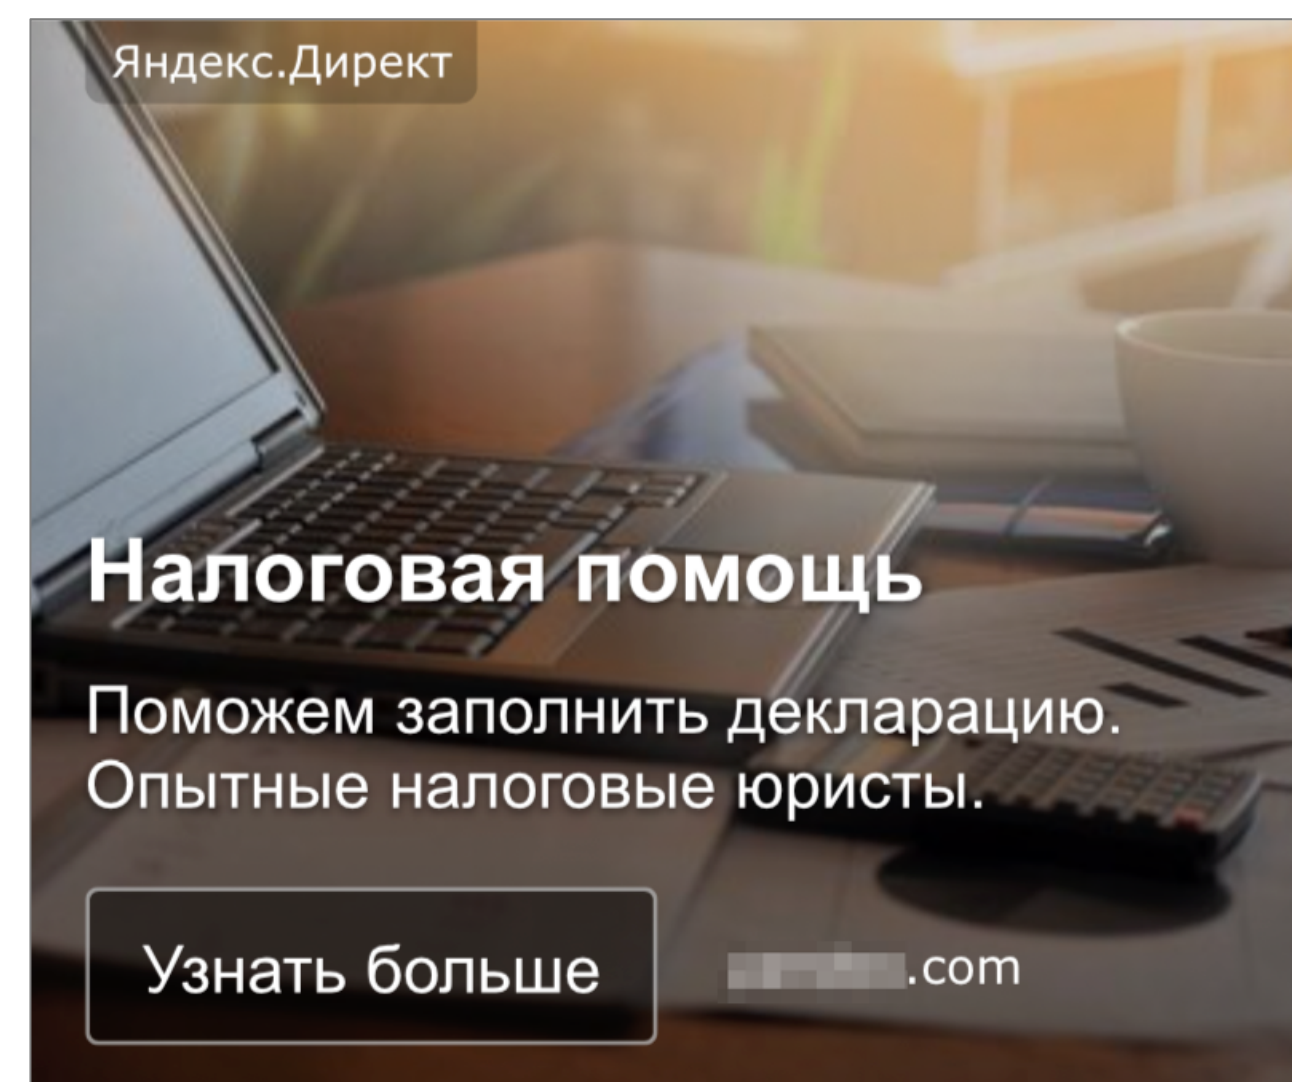 Яндекс.Директ
Налоговая помощь
Поможем заполнить декларацию.
Опытные налоговые юристы.
Узнать больше
.com